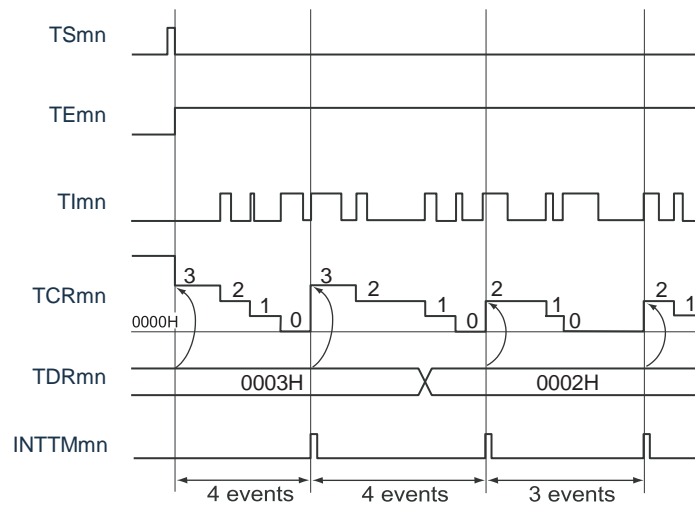 TSmn
TEmn
TImn
TCRmn
3 2 1 0 3 2 1 0 2 1 0 2 1
0000H
TDRmn
0003H 0002H
INTTMmn
4 events 4 events 3 events